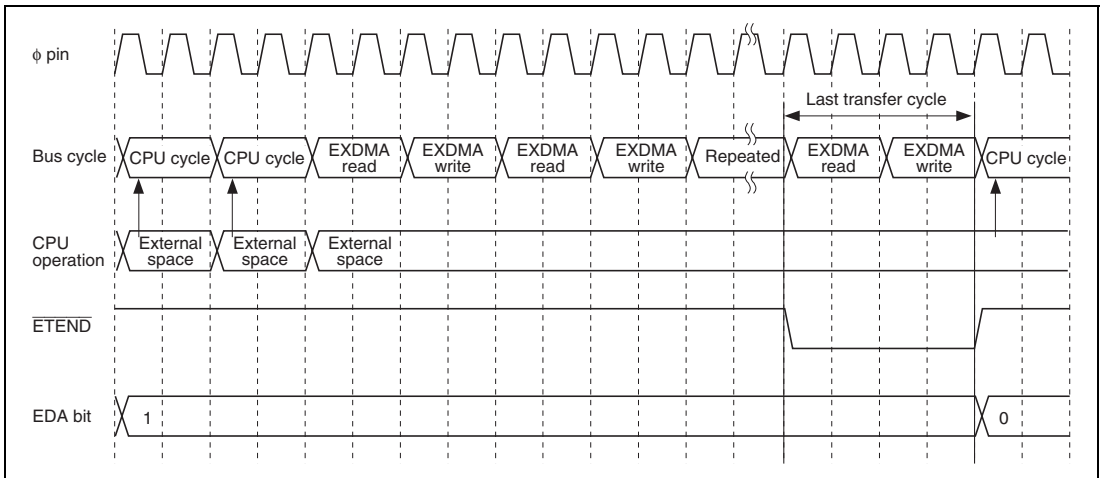 φ pin
Last transfer cycle
Bus cycle CPU cycle CPU cycle EXDMA read EXDMA write EXDMA read EXDMA write Repeated EXDMA read EXDMA write CPU cycle
CPU operation External space External space External space
ETEND
EDA bit 1 0